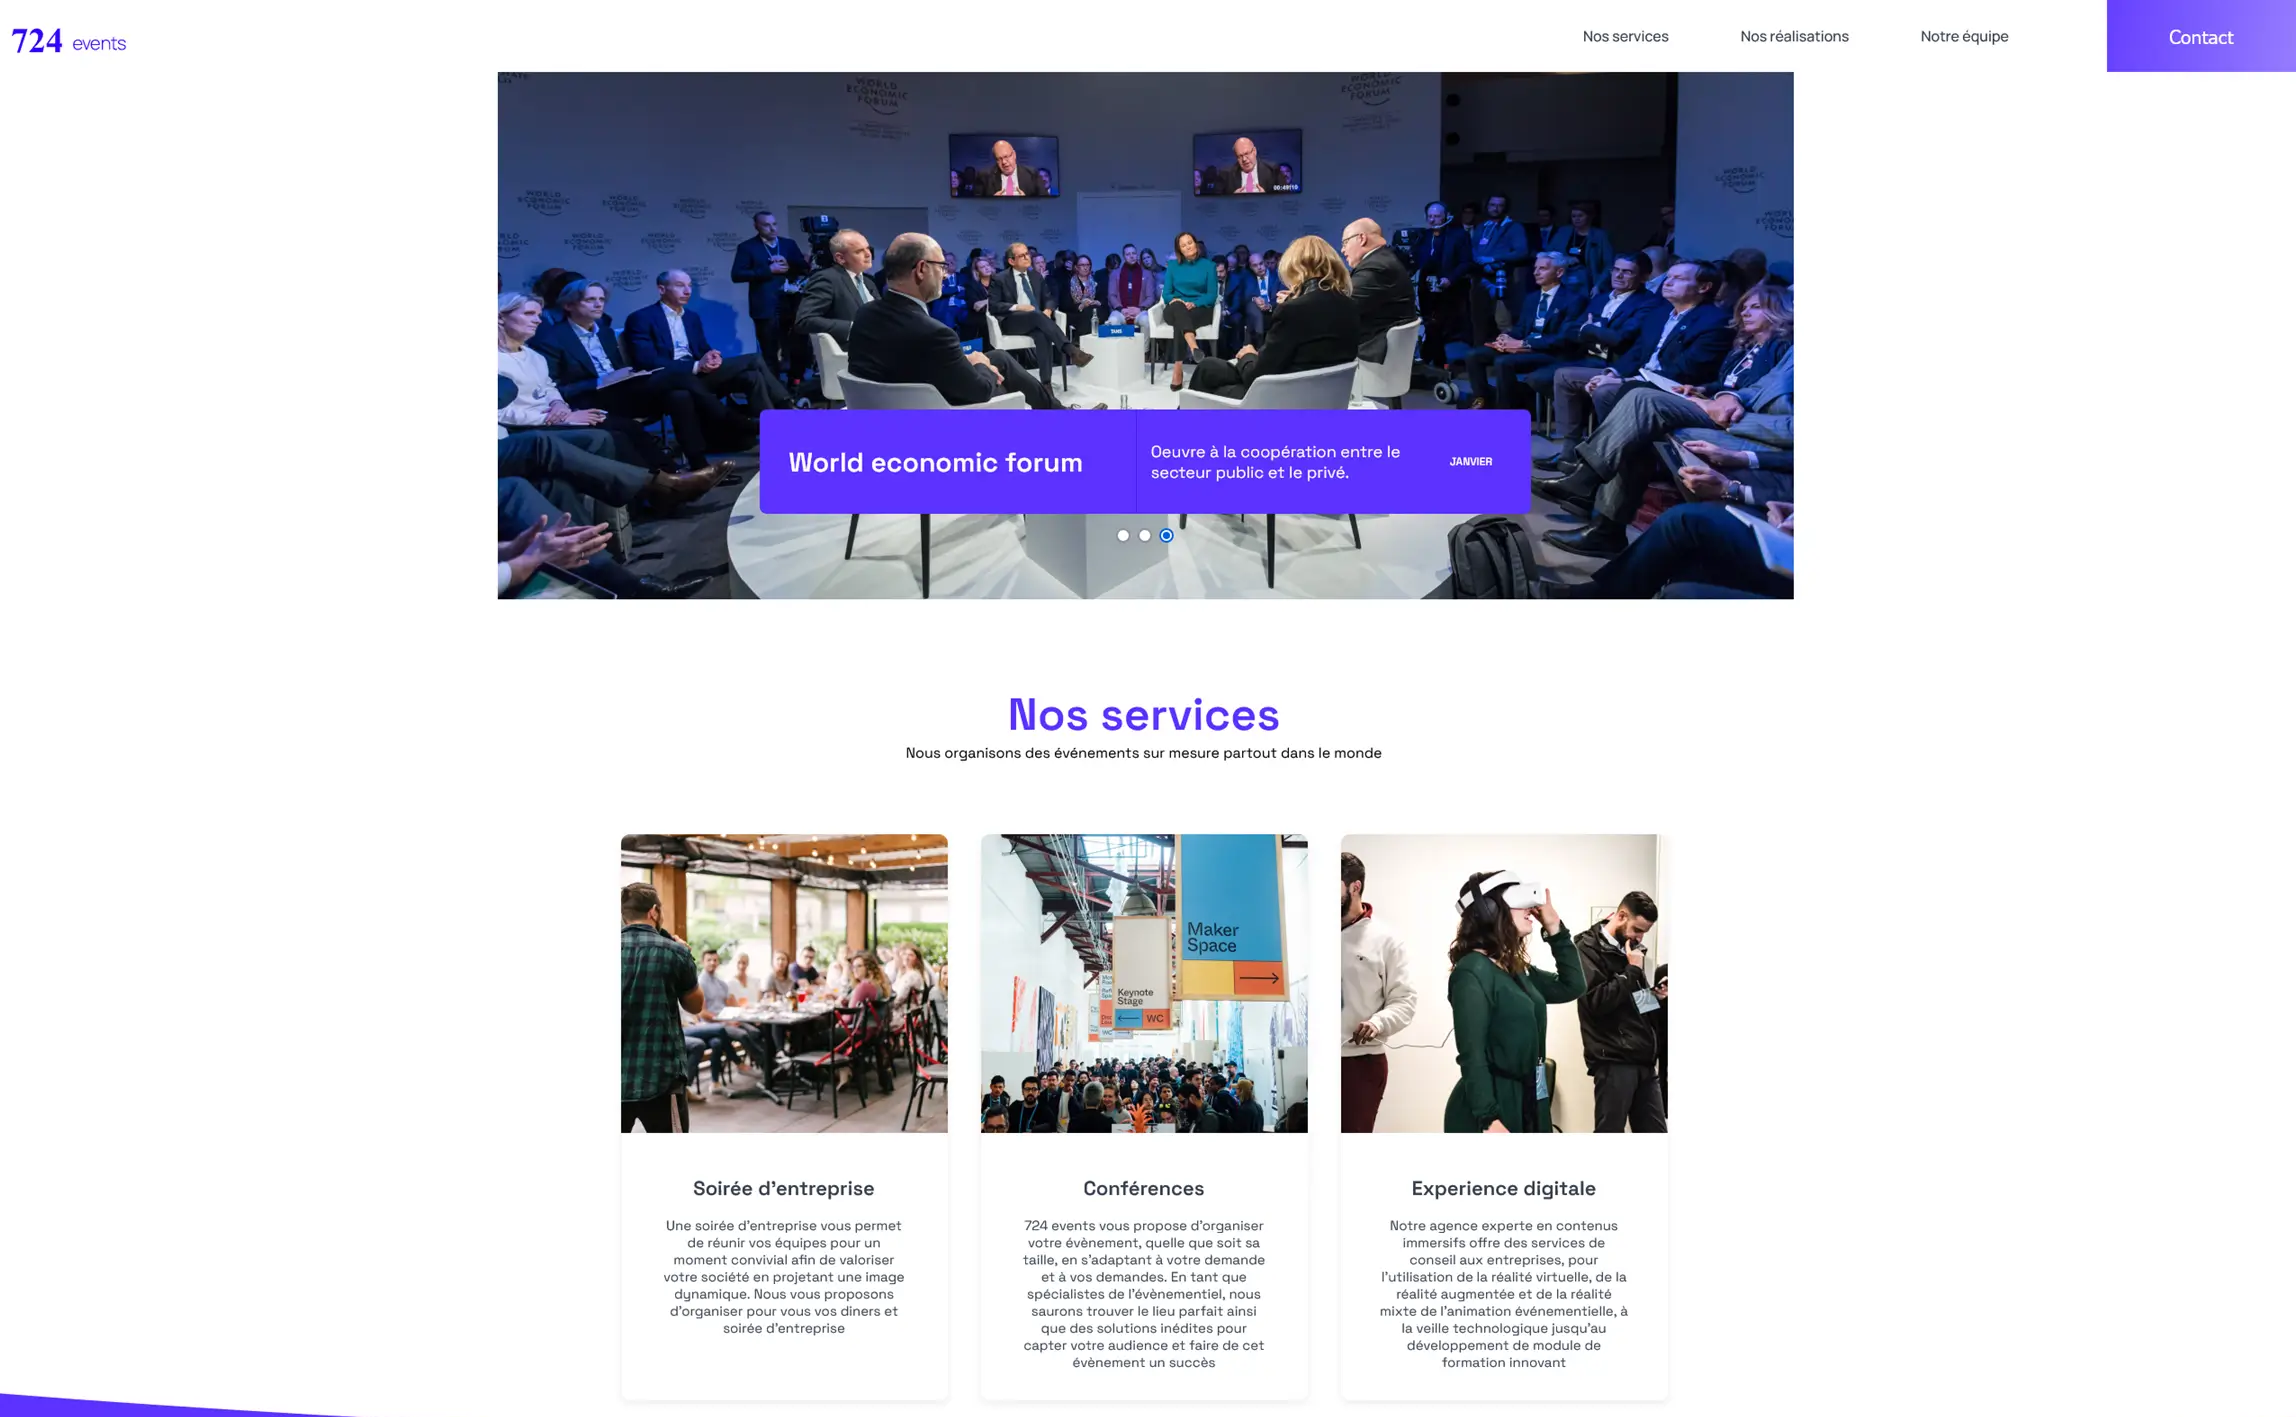 724 events
Nos services
Nos réalisations
Notre équipe
Contact
WORLD
ECONOMIC
FORUM
WORLD
ECONOMIC
FORUM
TANS
World economic forum
Oeuvre à la coopération entre le
secteur public et le privé.
JANVIER
Nos services
Nous organisons des événements sur mesure partout dans le monde
Maker
Space
Keynote
Stage
WC
Soirée d'entreprise
Une soirée d'entreprise vous permet
de réunir vos équipes pour un
moment convivial afin de valoriser
votre société en projetant une image
dynamique. Nous vous proposons
d'organiser pour vous vos diners et
soirée d'entreprise
Conférences
724 events vous propose d'organiser
votre évènement, quelle que soit sa
taille, en s'adaptant à votre demande
et à vos demandes. En tant que
spécialistes de l'évènementiel, nous
saurons trouver le lieu parfait ainsi
que des solutions inédites pour
capter votre audience et faire de cet
évènement un succès
Experience digitale
Notre agence experte en contenus
immersifs offre des services de
conseil aux entreprises, pour
l'utilisation de la réalité virtuelle, de la
réalité augmentée et de la réalité
mixte de l'animation événementielle, à
la veille technologique jusqu'au
développement de module de
formation innovant